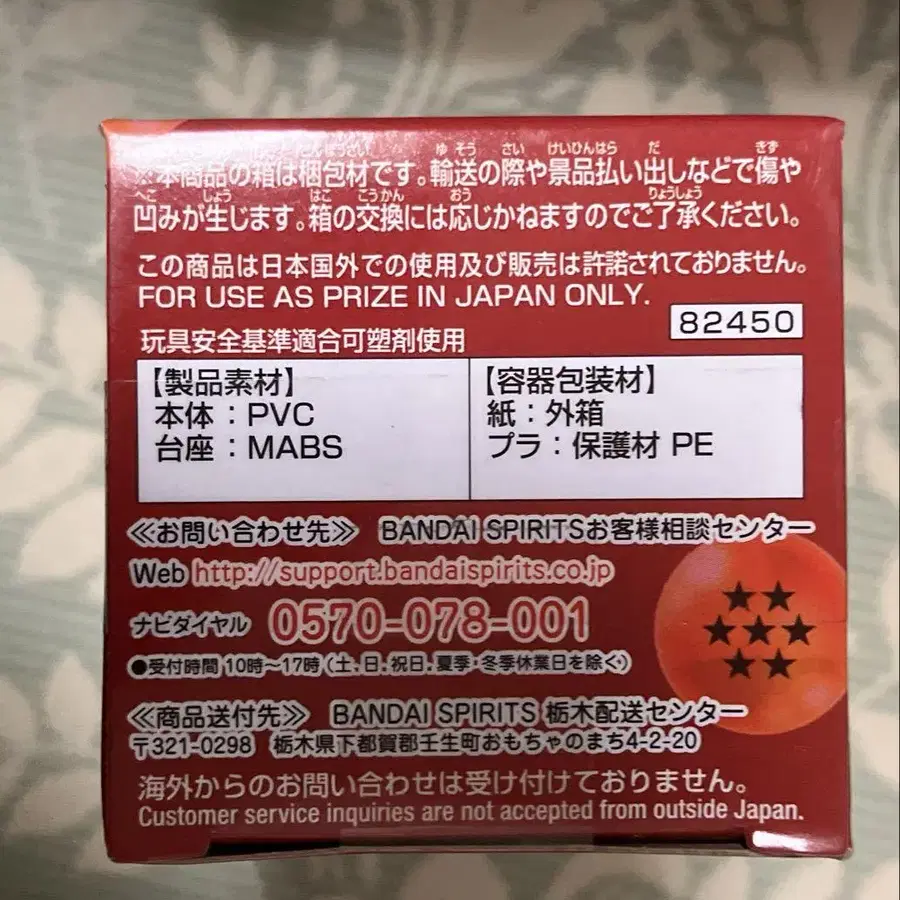 ※本商品の箱は梱包材です。輸送の際や景品払い出しなどで傷や
凹みが生じます。箱の交換には応じかねますのでご了承ください。
この商品は日本国外での使用及び販売は許諾されておりません。
FOR USE AS PRIZE IN JAPAN ONLY.
82450
玩具安全基準適合可塑剤使用
【製品素材】
本体：PVC
台座：MABS
【容器包装材】
紙：外箱
プラ：保護材 PE
≪お問い合わせ先≫ BANDAI SPIRITSお客様相談センター
Web http://support.bandaispirits.co.jp
ナビダイヤル 0570-078-001
●受付時間 10時～17時（土、日、祝日、夏季・冬季休業日を除く）
≪商品送付先≫ BANDAI SPIRITS 栃木配送センター
〒321-0298 栃木県下都賀郡壬生町おもちゃのまち4-2-20
海外からのお問い合わせは受け付けておりません。
Customer service inquiries are not accepted from outside Japan.